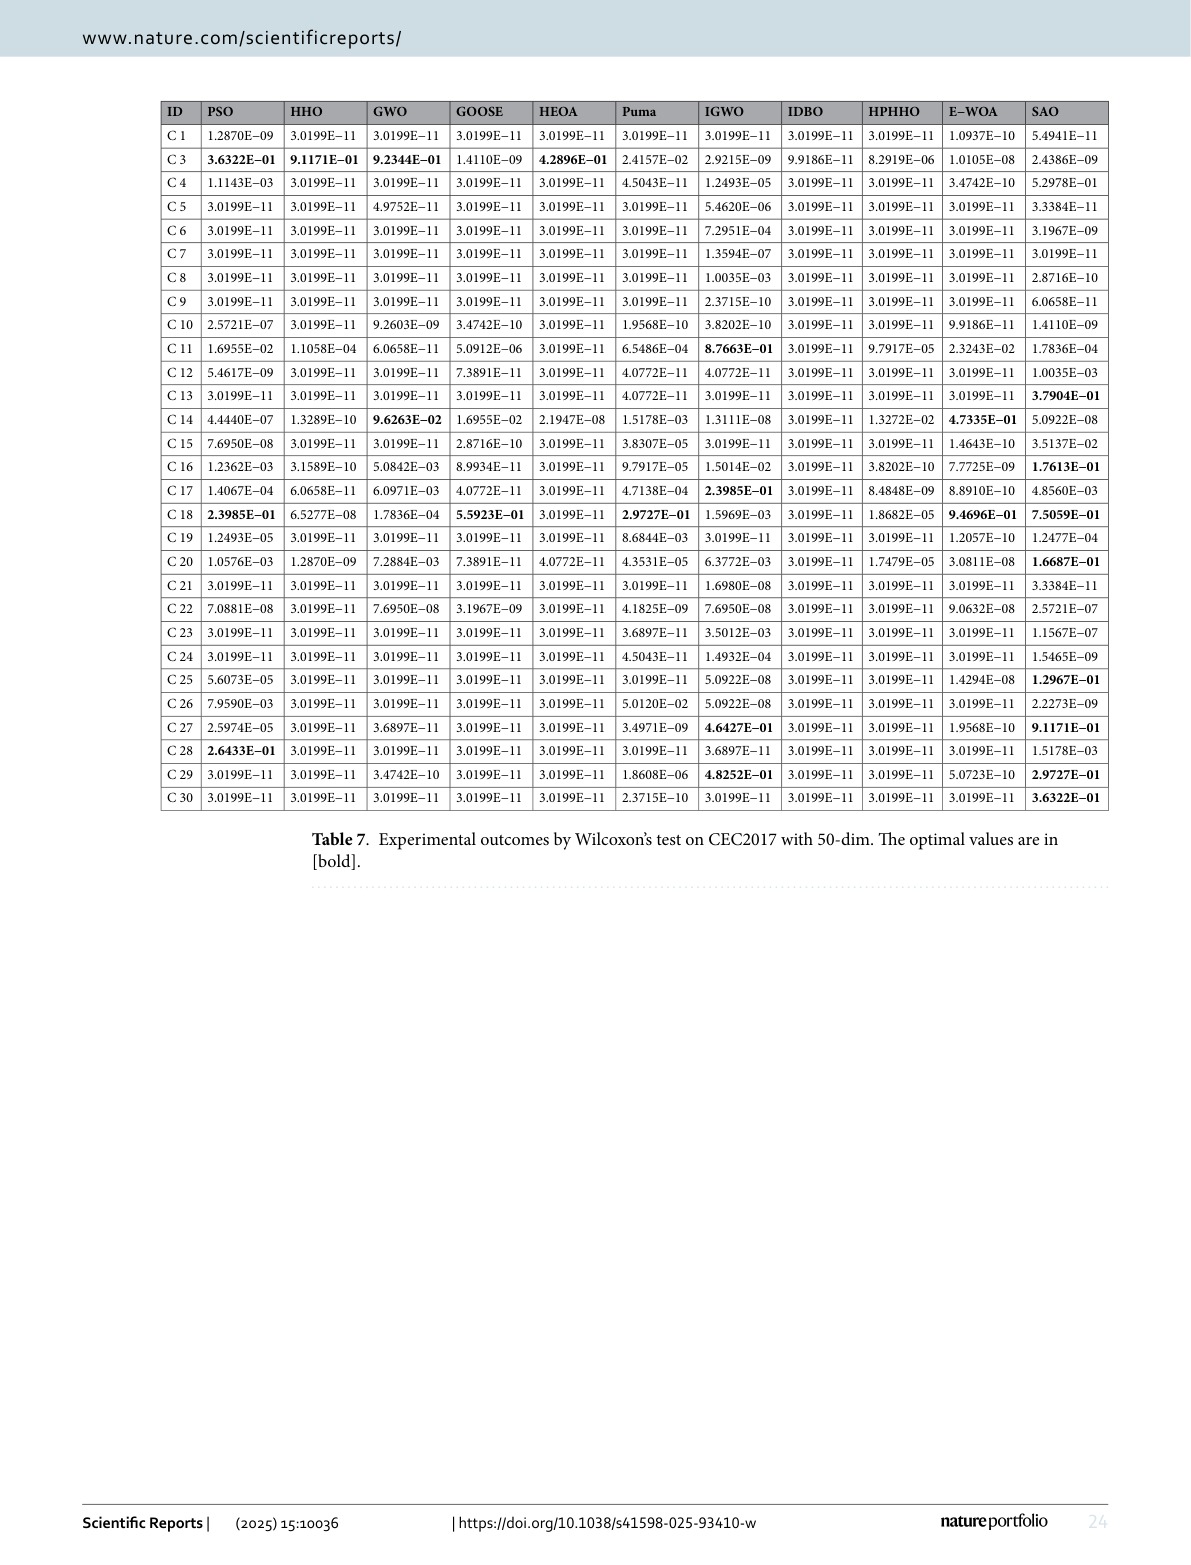 www.nature.com/scientificreports/
ID PSO HHO GWO GOOSE HEOA Puma IGWO IDBO HPHHO E−WOA SAO
C 1 1.2870E−09 3.0199E−11 3.0199E−11 3.0199E−11 3.0199E−11 3.0199E−11 3.0199E−11 3.0199E−11 3.0199E−11 1.0937E−10 5.4941E−11
C 3 3.6322E−01 9.1171E−01 9.2344E−01 1.4110E−09 4.2896E−01 2.4157E−02 2.9215E−09 9.9186E−11 8.2919E−06 1.0105E−08 2.4386E−09
C 4 1.1143E−03 3.0199E−11 3.0199E−11 3.0199E−11 3.0199E−11 4.5043E−11 1.2493E−05 3.0199E−11 3.0199E−11 3.4742E−10 5.2978E−01
C 5 3.0199E−11 3.0199E−11 4.9752E−11 3.0199E−11 3.0199E−11 3.0199E−11 5.4620E−06 3.0199E−11 3.0199E−11 3.0199E−11 3.3384E−11
C 6 3.0199E−11 3.0199E−11 3.0199E−11 3.0199E−11 3.0199E−11 3.0199E−11 7.2951E−04 3.0199E−11 3.0199E−11 3.0199E−11 3.1967E−09
C 7 3.0199E−11 3.0199E−11 3.0199E−11 3.0199E−11 3.0199E−11 3.0199E−11 1.3594E−07 3.0199E−11 3.0199E−11 3.0199E−11 3.0199E−11
C 8 3.0199E−11 3.0199E−11 3.0199E−11 3.0199E−11 3.0199E−11 3.0199E−11 1.0035E−03 3.0199E−11 3.0199E−11 3.0199E−11 2.8716E−10
C 9 3.0199E−11 3.0199E−11 3.0199E−11 3.0199E−11 3.0199E−11 3.0199E−11 2.3715E−10 3.0199E−11 3.0199E−11 3.0199E−11 6.0658E−11
C 10 2.5721E−07 3.0199E−11 9.2603E−09 3.4742E−10 3.0199E−11 1.9568E−10 3.8202E−10 3.0199E−11 3.0199E−11 9.9186E−11 1.4110E−09
C 11 1.6955E−02 1.1058E−04 6.0658E−11 5.0912E−06 3.0199E−11 6.5486E−04 8.7663E−01 3.0199E−11 9.7917E−05 2.3243E−02 1.7836E−04
C 12 5.4617E−09 3.0199E−11 3.0199E−11 7.3891E−11 3.0199E−11 4.0772E−11 4.0772E−11 3.0199E−11 3.0199E−11 3.0199E−11 1.0035E−03
C 13 3.0199E−11 3.0199E−11 3.0199E−11 3.0199E−11 3.0199E−11 4.0772E−11 3.0199E−11 3.0199E−11 3.0199E−11 3.0199E−11 3.7904E−01
C 14 4.4440E−07 1.3289E−10 9.6263E−02 1.6955E−02 2.1947E−08 1.5178E−03 1.3111E−08 3.0199E−11 1.3272E−02 4.7335E−01 5.0922E−08
C 15 7.6950E−08 3.0199E−11 3.0199E−11 2.8716E−10 3.0199E−11 3.8307E−05 3.0199E−11 3.0199E−11 3.0199E−11 1.4643E−10 3.5137E−02
C 16 1.2362E−03 3.1589E−10 5.0842E−03 8.9934E−11 3.0199E−11 9.7917E−05 1.5014E−02 3.0199E−11 3.8202E−10 7.7725E−09 1.7613E−01
C 17 1.4067E−04 6.0658E−11 6.0971E−03 4.0772E−11 3.0199E−11 4.7138E−04 2.3985E−01 3.0199E−11 8.4848E−09 8.8910E−10 4.8560E−03
C 18 2.3985E−01 6.5277E−08 1.7836E−04 5.5923E−01 3.0199E−11 2.9727E−01 1.5969E−03 3.0199E−11 1.8682E−05 9.4696E−01 7.5059E−01
C 19 1.2493E−05 3.0199E−11 3.0199E−11 3.0199E−11 3.0199E−11 8.6844E−03 3.0199E−11 3.0199E−11 3.0199E−11 1.2057E−10 1.2477E−04
C 20 1.0576E−03 1.2870E−09 7.2884E−03 7.3891E−11 4.0772E−11 4.3531E−05 6.3772E−03 3.0199E−11 1.7479E−05 3.0811E−08 1.6687E−01
C 21 3.0199E−11 3.0199E−11 3.0199E−11 3.0199E−11 3.0199E−11 3.0199E−11 1.6980E−08 3.0199E−11 3.0199E−11 3.0199E−11 3.3384E−11
C 22 7.0881E−08 3.0199E−11 7.6950E−08 3.1967E−09 3.0199E−11 4.1825E−09 7.6950E−08 3.0199E−11 3.0199E−11 9.0632E−08 2.5721E−07
C 23 3.0199E−11 3.0199E−11 3.0199E−11 3.0199E−11 3.0199E−11 3.6897E−11 3.5012E−03 3.0199E−11 3.0199E−11 3.0199E−11 1.1567E−07
C 24 3.0199E−11 3.0199E−11 3.0199E−11 3.0199E−11 3.0199E−11 4.5043E−11 1.4932E−04 3.0199E−11 3.0199E−11 3.0199E−11 1.5465E−09
C 25 5.6073E−05 3.0199E−11 3.0199E−11 3.0199E−11 3.0199E−11 3.0199E−11 5.0922E−08 3.0199E−11 3.0199E−11 1.4294E−08 1.2967E−01
C 26 7.9590E−03 3.0199E−11 3.0199E−11 3.0199E−11 3.0199E−11 5.0120E−02 5.0922E−08 3.0199E−11 3.0199E−11 3.0199E−11 2.2273E−09
C 27 2.5974E−05 3.0199E−11 3.6897E−11 3.0199E−11 3.0199E−11 3.4971E−09 4.6427E−01 3.0199E−11 3.0199E−11 1.9568E−10 9.1171E−01
C 28 2.6433E−01 3.0199E−11 3.0199E−11 3.0199E−11 3.0199E−11 3.0199E−11 3.6897E−11 3.0199E−11 3.0199E−11 3.0199E−11 1.5178E−03
C 29 3.0199E−11 3.0199E−11 3.4742E−10 3.0199E−11 3.0199E−11 1.8608E−06 4.8252E−01 3.0199E−11 3.0199E−11 5.0723E−10 2.9727E−01
C 30 3.0199E−11 3.0199E−11 3.0199E−11 3.0199E−11 3.0199E−11 2.3715E−10 3.0199E−11 3.0199E−11 3.0199E−11 3.0199E−11 3.6322E−01
Table 7. Experimental outcomes by Wilcoxon’s test on CEC2017 with 50-dim. The optimal values are in
[bold].
Scientific Reports | (2025) 15:10036 | https://doi.org/10.1038/s41598-025-93410-w nature portfolio 24